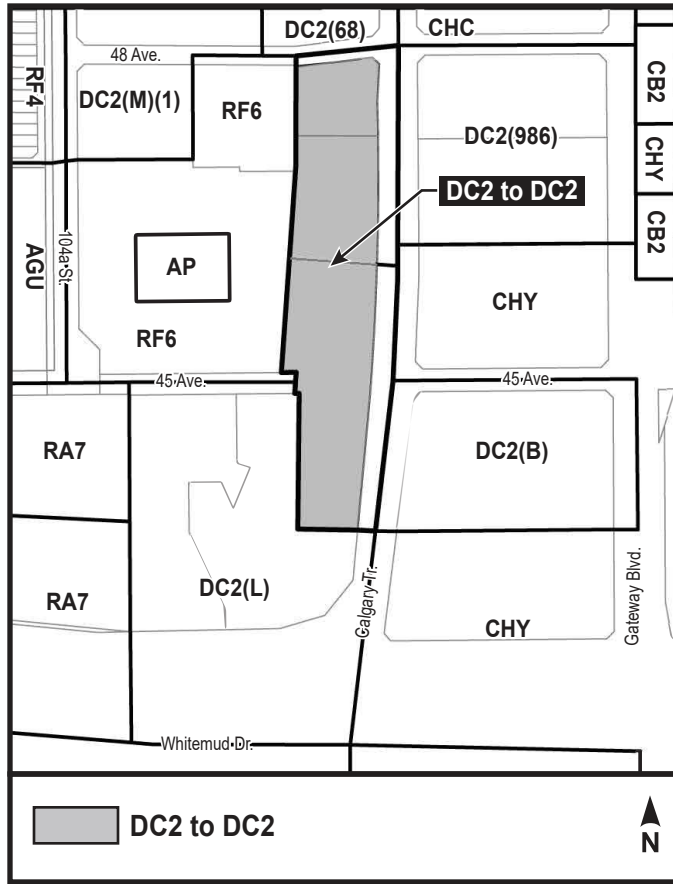 DC2(68)
CHC
48 Ave.
RF4
DC2(M)(1)
RF6
CB2
DC2(986)
CHY
DC2 to DC2
CB2
AGU
104a St.
AP
CHY
RF6
45 Ave.
45 Ave.
RA7
DC2(B)
RA7
DC2(L)
Calgary Tr.
CHY
Gateway Blvd.
Whitemud Dr.
DC2 to DC2
N